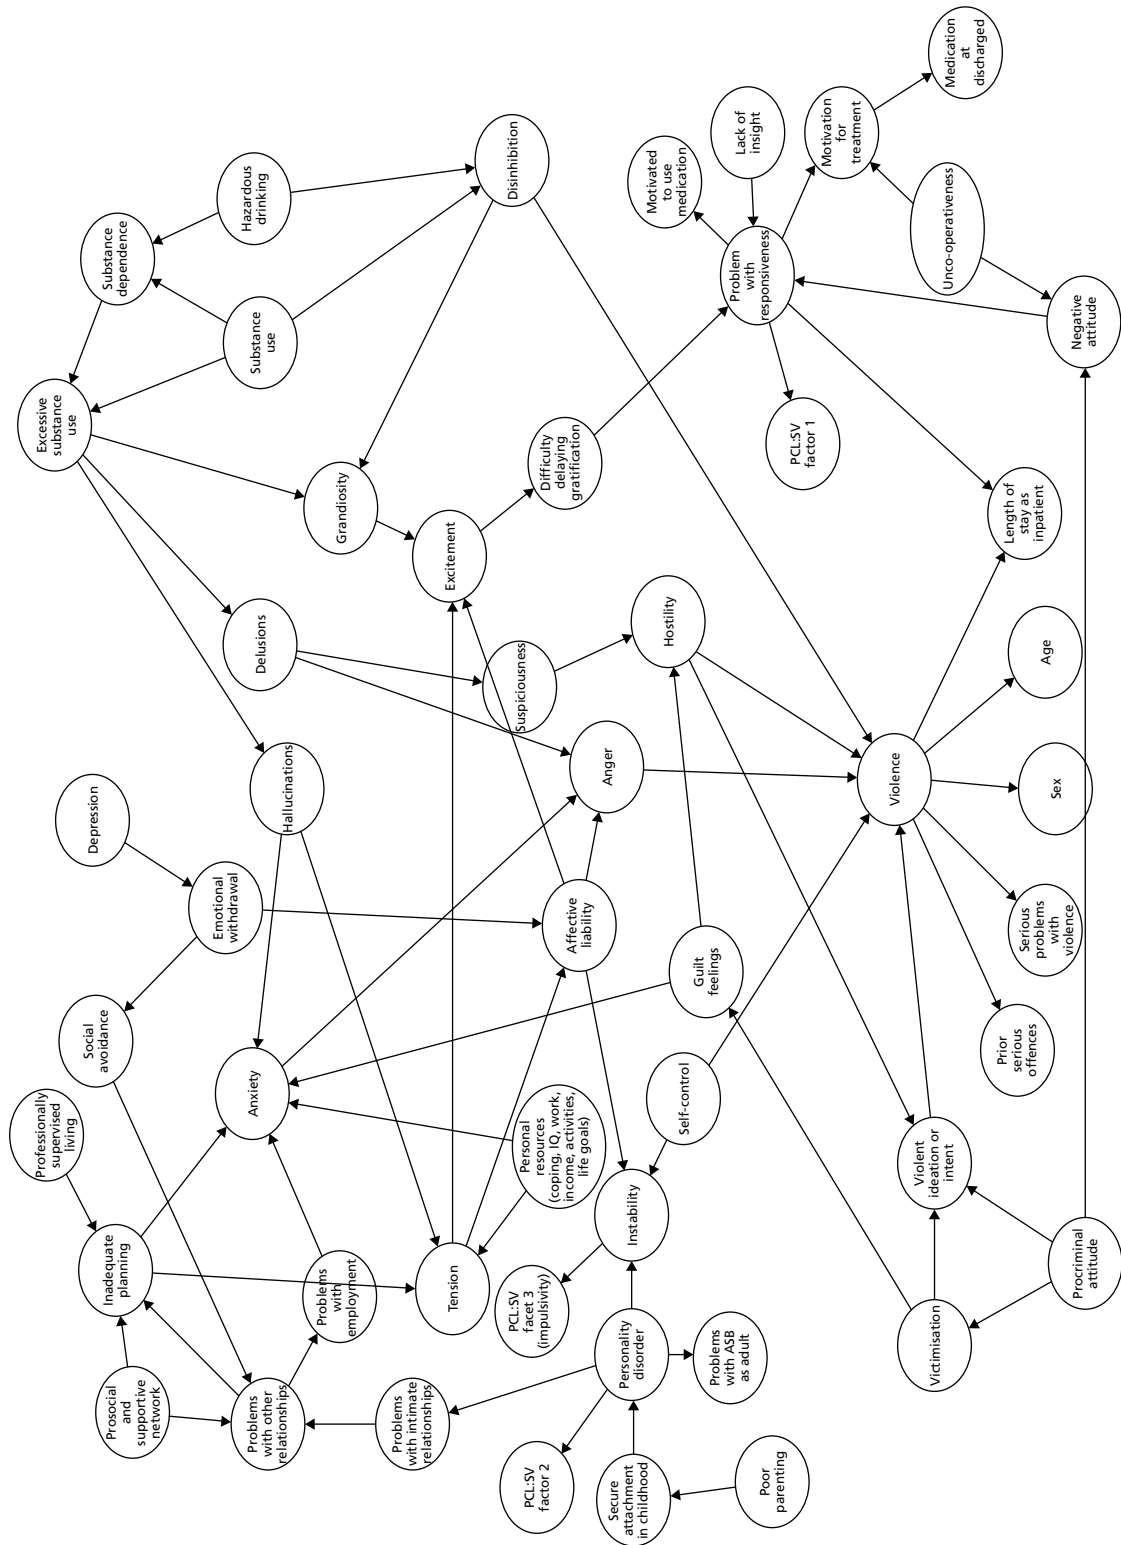 Medication
at
discharged
Motivation
for
treatment
Lack of
insight
Motivated
to use
medication
Unco-operativeness
Problem
with
responsiveness
Negative
attitude
Disinhibition
Hazardous
drinking
Substance
dependence
Substance
use
Excessive
substance
use
PCL:SV
factor 1
Difficulty
delaying
gratification
Grandiosity
Excitement
Length of
stay as
inpatient
Delusions
Suspiciousness
Hostility
Age
Hallucinations
Anger
Violence
Sex
Depression
Emotional
withdrawal
Affective
liability
Guilt
feelings
Serious
problems
with
violence
Social
avoidance
Anxiety
Self-control
Prior
serious
offences
Professionally
supervised
living
Personal
resources
(coping, IQ, work,
income, activities,
life goals)
Violent
ideation or
intent
Instability
Inadequate
planning
Problems
with
employment
Tension
PCL:SV
facet 3
(impulsivity)
Procriminal
attitude
Personality
disorder
Problems
with ASB
as adult
Victimisation
Prosocial
and
supportive
network
Problems
with other
relationships
Problems
with intimate
relationships
PCL:SV
factor 2
Secure
attachment
in childhood
Poor
parenting